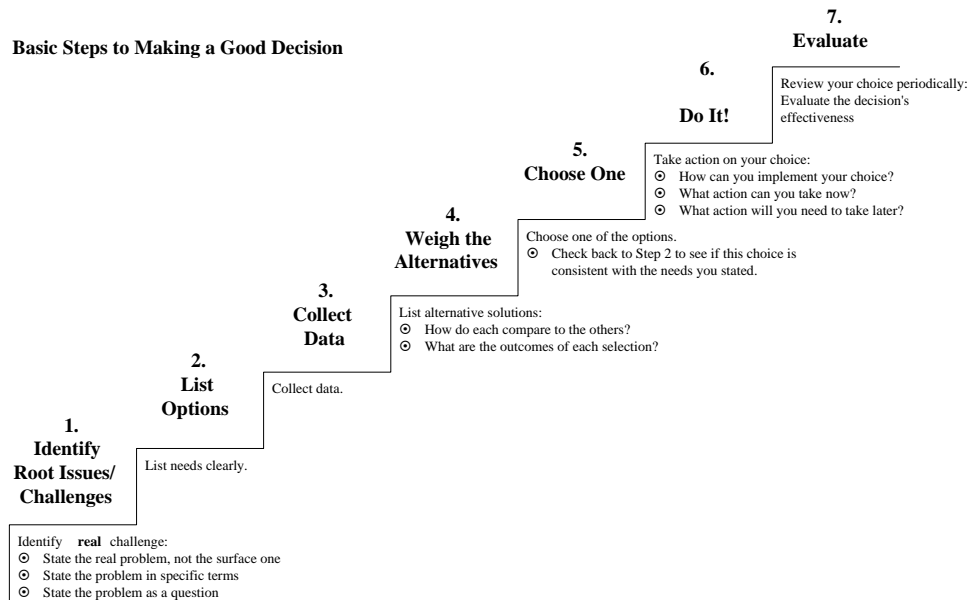 Basic Steps to Making a Good Decision
1.
Identify
Root Issues/
Challenges
Identify real challenge:
State the real problem, not the surface one
State the problem in specific terms
State the problem as a question
2.
List
Options
List needs clearly.
3.
Collect
Data
Collect data.
4.
Weigh the
Alternatives
List alternative solutions:
How do each compare to the others?
What are the outcomes of each selection?
5.
Choose One
Choose one of the options.
Check back to Step 2 to see if this choice is
consistent with the needs you stated.
6.
Do It!
Take action on your choice:
How can you implement your choice?
What action can you take now?
What action will you need to take later?
7.
Evaluate
Review your choice periodically:
Evaluate the decision's
effectiveness